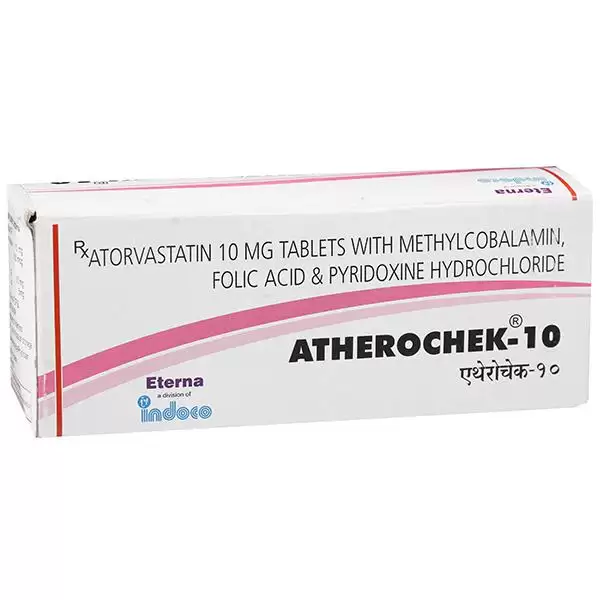 Eterna
indoco
Rx ATORVASTATIN 10 MG TABLETS WITH METHYLCOBALAMIN,
FOLIC ACID & PYRIDOXINE HYDROCHLORIDE
ATHEROCHEK®-10
एथेरोचेक-१०
Eterna
a division of
indoco